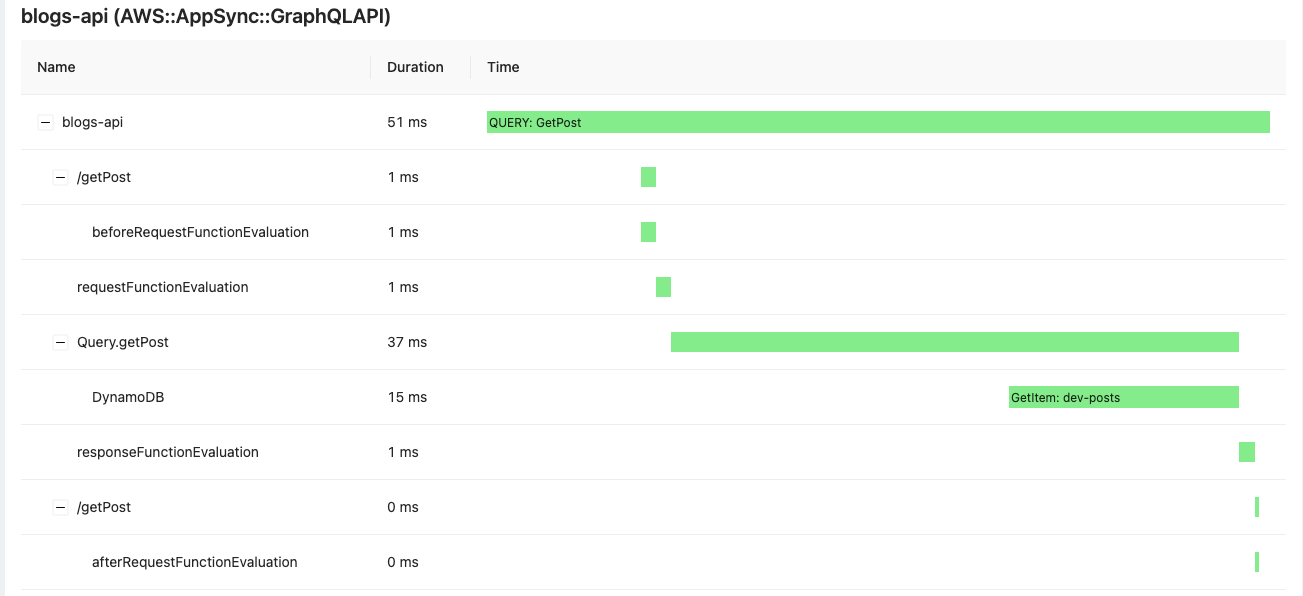 blogs-api (AWS::AppSync::GraphQLAPI)
Name Duration Time
blogs-api 51 ms QUERY: GetPost
/getPost 1 ms
beforeRequestFunctionEvaluation 1 ms
requestFunctionEvaluation 1 ms
Query.getPost 37 ms
DynamoDB 15 ms GetItem: dev-posts
responseFunctionEvaluation 1 ms
/getPost 0 ms
afterRequestFunctionEvaluation 0 ms